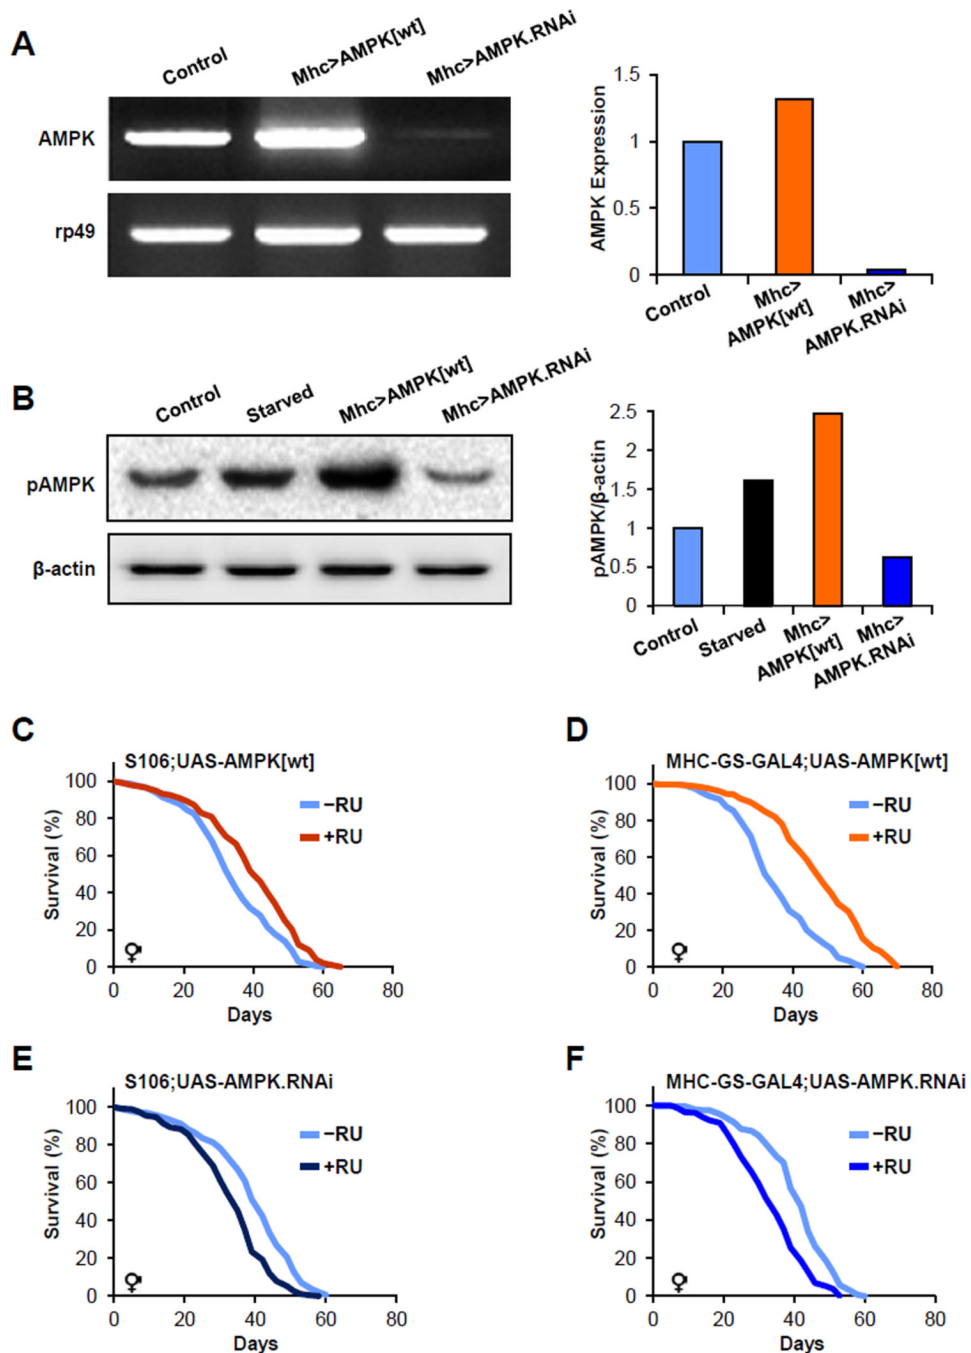 A
Control
Mhc>AMPK[wt]
Mhc>AMPK.RNAi
AMPK
rp49
AMPK Expression
1.5
1
0.5
0
Control
Mhc>
AMPK[wt]
Mhc>
AMPK.RNAi
B
Control
Starved
Mhc>AMPK[wt]
Mhc>AMPK.RNAi
pAMPK
β-actin
pAMPK/β-actin
2.5
2
1.5
1
0.5
0
Control
Starved
Mhc>
AMPK[wt]
Mhc>
AMPK.RNAi
C
S106;UAS-AMPK[wt]
Survival (%)
100
80
60
40
20
0
–RU
+RU
0 20 40 60 80
Days
D
MHC-GS-GAL4;UAS-AMPK[wt]
Survival (%)
100
80
60
40
20
0
–RU
+RU
0 20 40 60 80
Days
E
S106;UAS-AMPK.RNAi
Survival (%)
100
80
60
40
20
0
–RU
+RU
0 20 40 60 80
Days
F
MHC-GS-GAL4;UAS-AMPK.RNAi
Survival (%)
100
80
60
40
20
0
–RU
+RU
0 20 40 60 80
Days